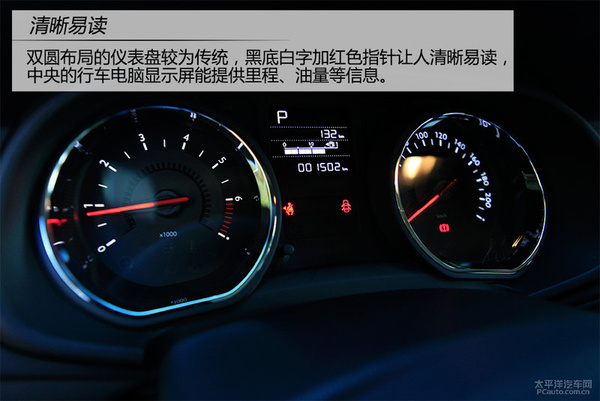 清晰易读
双圆布局的仪表盘较为传统，黑底白字加红色指针让人清晰易读，
中央的行车电脑显示屏能提供里程、油量等信息。
P
132 km
001502 km
0
1
2
3
4
5
6
x1000
100
120
140
160
180
200
太平洋汽车网
PCauto.com.cn